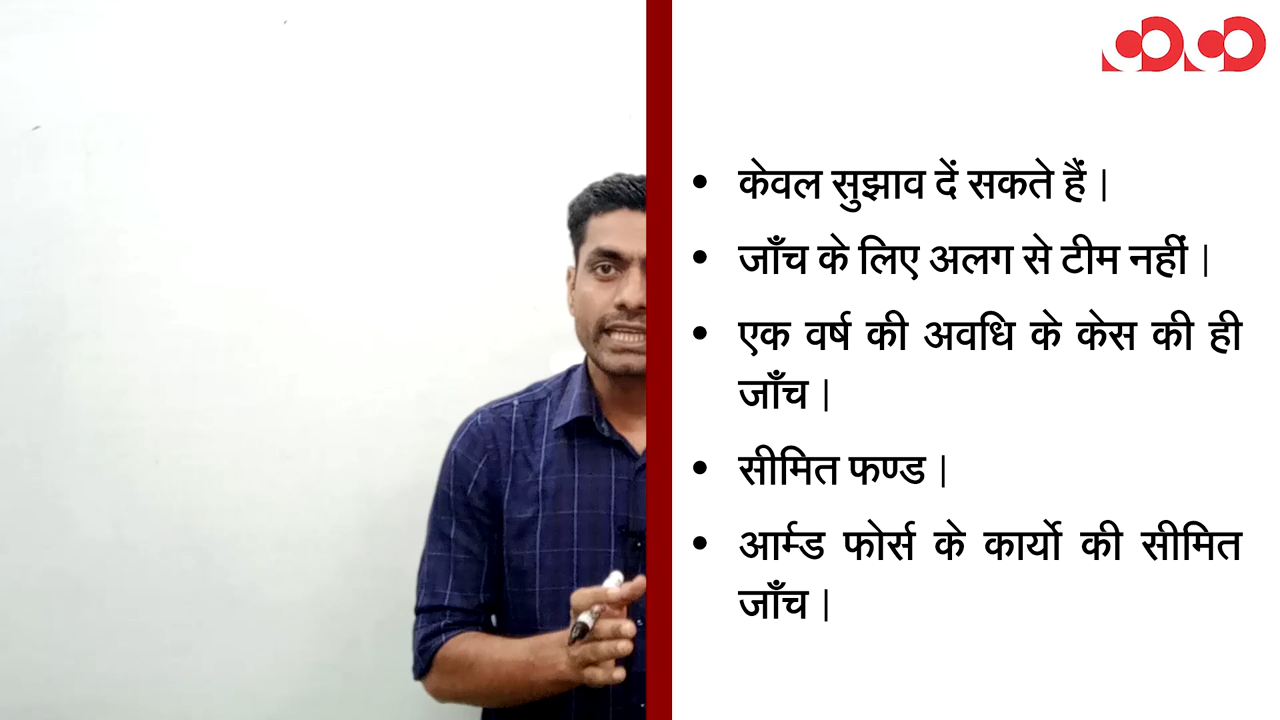 • केवल सुझाव दें सकते हैं |
• जाँच के लिए अलग से टीम नहीं |
• एक वर्ष की अवधि के केस की ही
जाँच |
• सीमित फण्ड |
• आर्म्ड फोर्स के कार्यो की सीमित
जाँच |